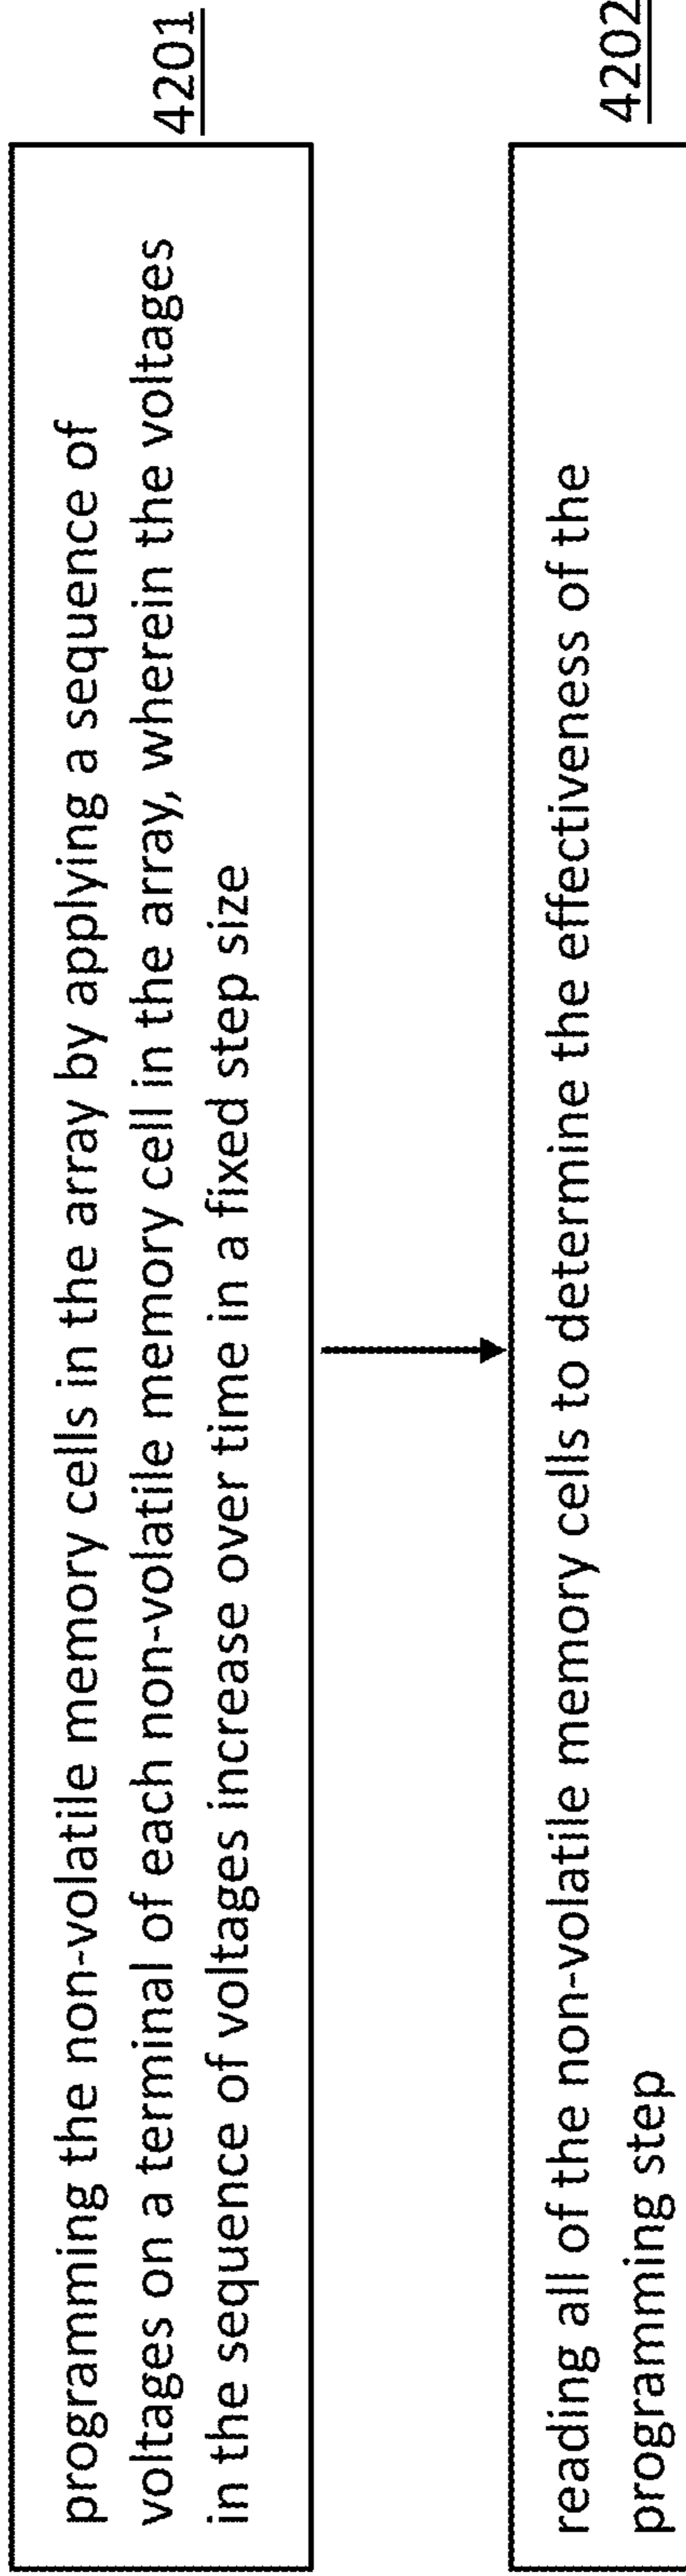 programming the non-volatile memory cells in the array by applying a sequence of
voltages on a terminal of each non-volatile memory cell in the array, wherein the voltages
in the sequence of voltages increase over time in a fixed step size
4201
reading all of the non-volatile memory cells to determine the effectiveness of the
programming step
4202